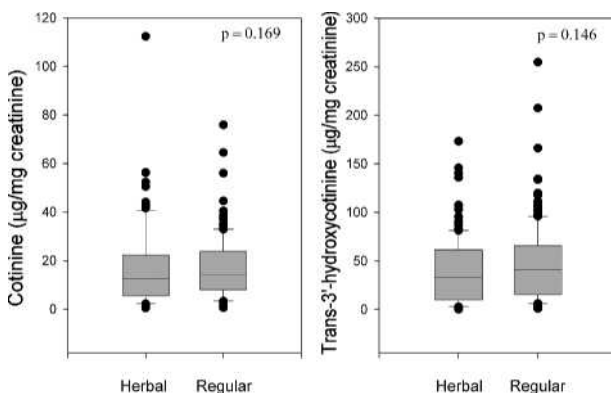 120
100
80
60
40
20
0
Cotinine (µg/mg creatinine)
p = 0.169
Herbal Regular
300
250
200
150
100
50
0
Trans-3'-hydroxycotinine (µg/mg creatinine)
p = 0.146
Herbal Regular